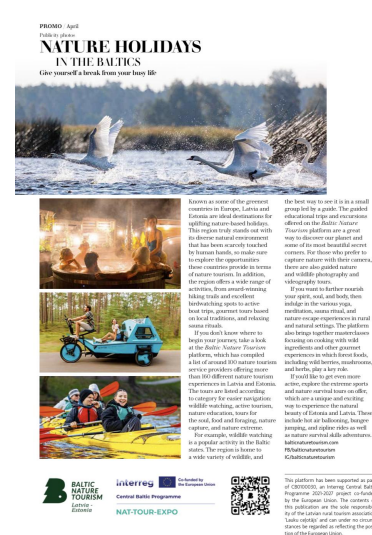 PROMO / April
Publicity photos
NATURE HOLIDAYS
IN THE BALTICS
Give yourself a break from your busy life
Known as some of the greenest
countries in Europe, Latvia and
Estonia are ideal destinations for
uplifting nature-based holidays.
This region truly stands out with
its diverse natural environment
that has been scarcely touched
by human hands, so make sure
to explore the opportunities
these countries provide in terms
of nature tourism. In addition,
the region offers a wide range of
activities, from award-winning
hiking trails and excellent
birdwatching spots to active
boat trips, gourmet tours based
on local traditions, and relaxing
sauna rituals.
If you don't know where to
begin your journey, take a look
at the Baltic Nature Tourism
platform, which has compiled
a list of around 100 nature tourism
service providers offering more
than 160 different nature tourism
experiences in Latvia and Estonia.
The tours are listed according
to category for easier navigation:
wildlife watching, active tourism,
nature education, tours for
the soul, food and foraging, nature
capture, and nature extreme.
For example, wildlife watching
is a popular activity in the Baltic
states. The region is home to
a wide variety of wildlife, and
the best way to see it is in a small
group led by a guide. The guided
educational trips and excursions
offered on the Baltic Nature
Tourism platform are a great
way to discover our planet and
some of its most beautiful secret
corners. For those who prefer to
capture nature with their camera,
there are also guided nature
and wildlife photography and
videography tours.
If you want to further nourish
your spirit, soul, and body, then
indulge in the various yoga,
meditation, sauna ritual, and
nature escape experiences in rural
and natural settings. The platform
also brings together masterclasses
focusing on cooking with wild
ingredients and other gourmet
experiences in which forest foods,
including wild berries, mushrooms,
and herbs, play a key role.
If you'd like to get even more
active, explore the extreme sports
and nature survival tours on offer,
which are a unique and exciting
way to experience the natural
beauty of Estonia and Latvia. These
include hot air ballooning, bungee
jumping, and zipline rides as well
as nature survival skills adventures.
balticnaturetourism.com
FB/balticnaturetourism
IG/balticnaturetourism
BALTIC
NATURE
TOURISM
Latvia -
Estonia
Interreg
Co-funded by
the European Union
Central Baltic Programme
NAT-TOUR-EXPO
This platform has been supported as pa
of CB0100030, an Interreg Central Balt
Programme 2021-2027 project co-funde
by the European Union. The contents
this publication are the sole responsib
ity of the Latvian rural tourism associatio
"Lauku ceļotājs" and can under no circum
stances be regarded as reflecting the pos
tion of the European Union.